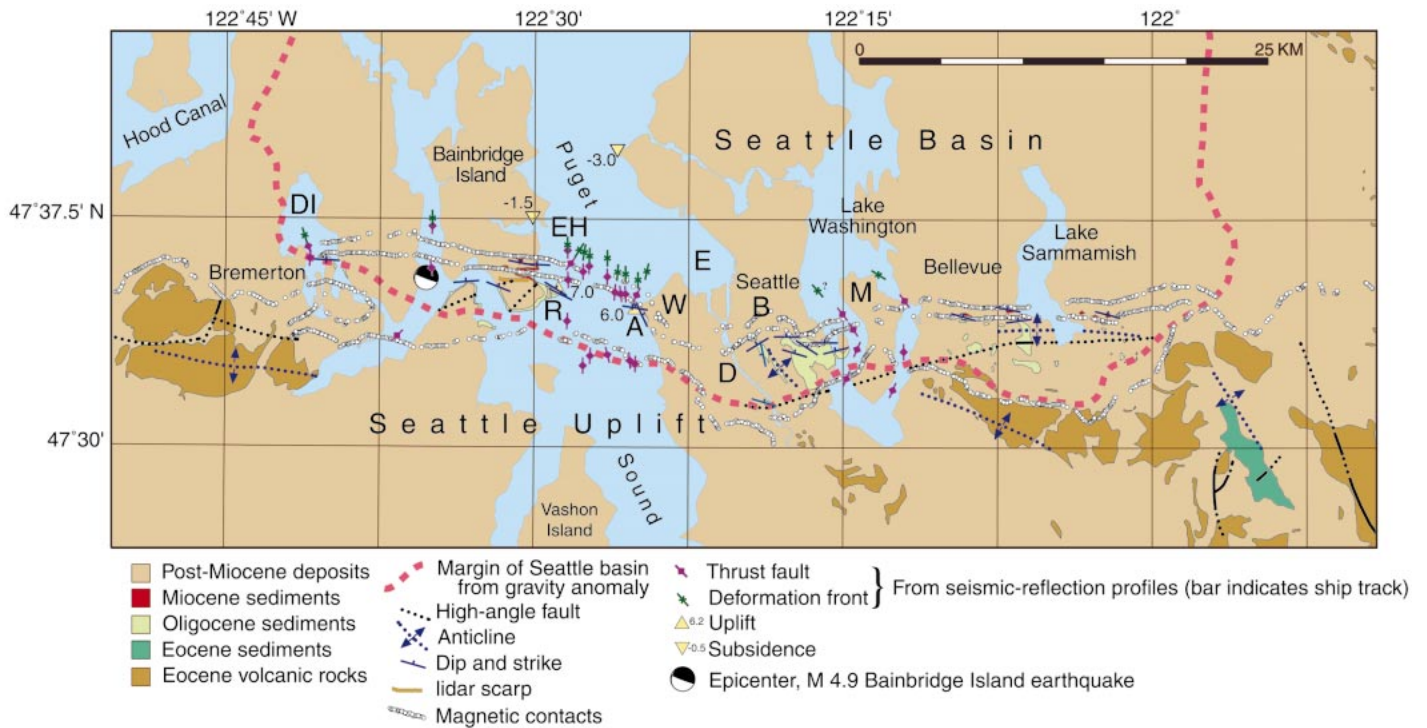 122˚45' W
122˚30'
122˚15'
122˚
0
25 KM
Hood Canal
Bainbridge
Island
Puget
-3.0
Seattle Basin
-1.5
DI
47˚37.5' N
EH
Lake
Washington
Lake
Sammamish
E
Bremerton
Seattle
Bellevue
7.0
R
6.0
A
W
B
?
M
D
Seattle Uplift
47˚30'
Sound
Vashon
Island
Post-Miocene deposits
Miocene sediments
Oligocene sediments
Eocene sediments
Eocene volcanic rocks
Margin of Seattle basin
from gravity anomaly
High-angle fault
Anticline
Dip and strike
lidar scarp
Magnetic contacts
Thrust fault
Deformation front
From seismic-reflection profiles (bar indicates ship track)
6.2 Uplift
-0.5 Subsidence
Epicenter, M 4.9 Bainbridge Island earthquake